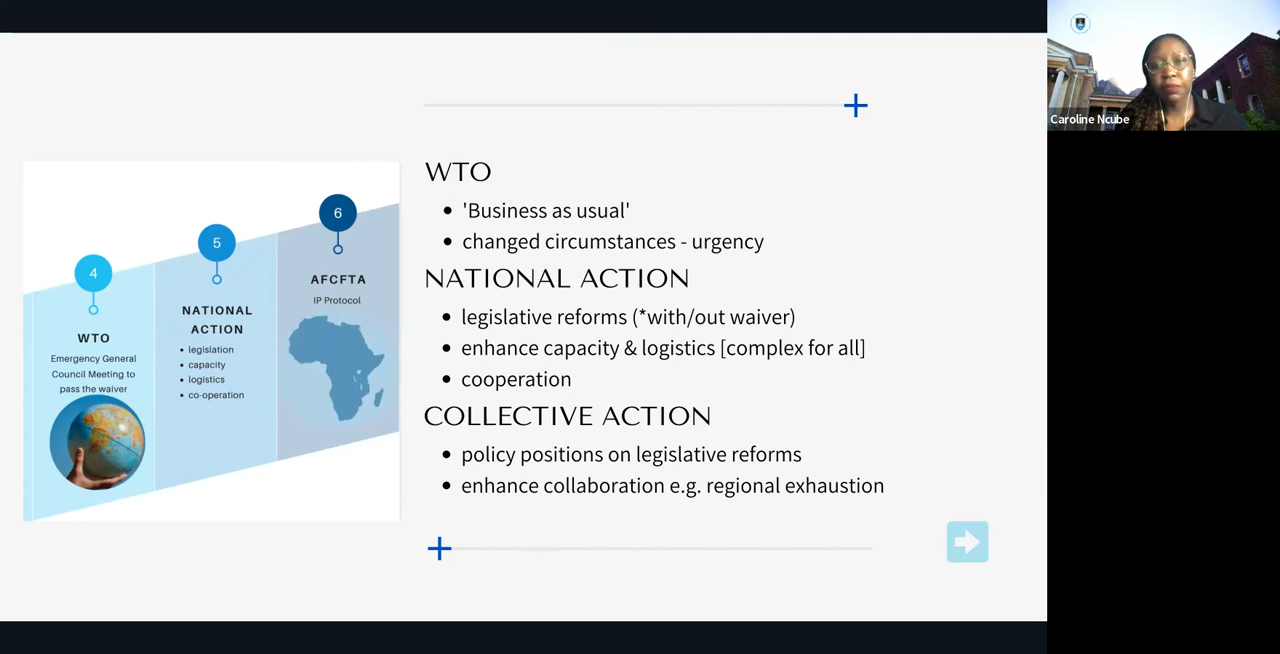 4
WTO
Emergency General
Council Meeting to
pass the waiver
5
NATIONAL
ACTION
• legislation
• capacity
• logistics
• co-operation
6
AFCFTA
IP Protocol
WTO
• 'Business as usual'
• changed circumstances - urgency
NATIONAL ACTION
• legislative reforms (*with/out waiver)
• enhance capacity & logistics [complex for all]
• cooperation
COLLECTIVE ACTION
• policy positions on legislative reforms
• enhance collaboration e.g. regional exhaustion
Caroline Ncube